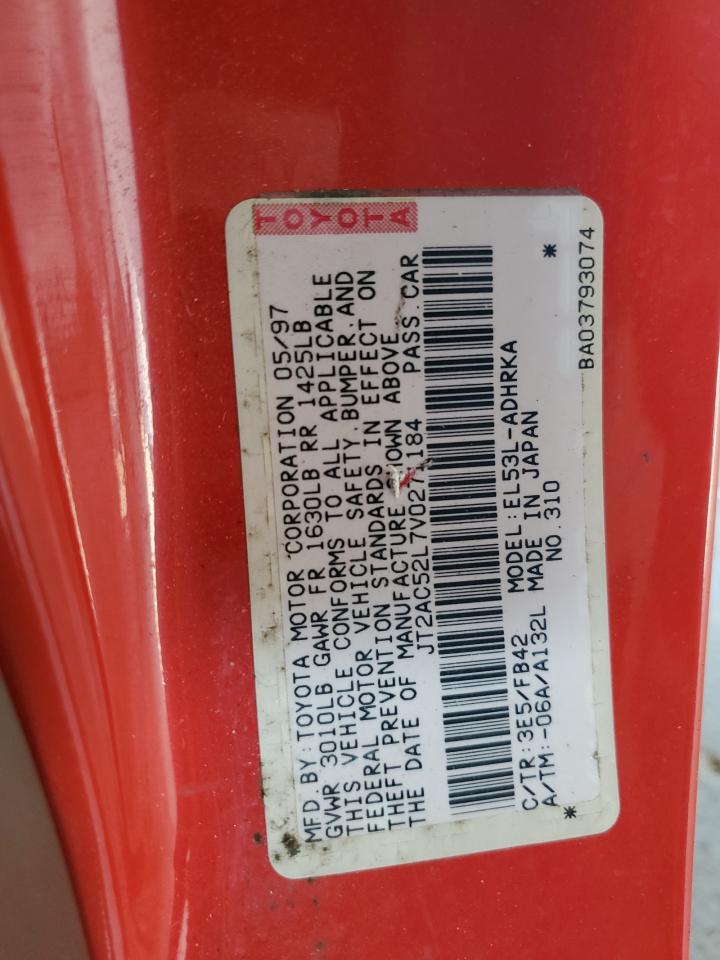 TOYOTA
MFD. BY: TOYOTA MOTOR CORPORATION 05/97
GVWR 3010LB GAWR FR 1630LB RR 1425LB
THIS VEHICLE CONFORMS TO ALL APPLICABLE
FEDERAL MOTOR VEHICLE SAFETY, BUMPER, AND
THEFT PREVENTION STANDARDS IN EFFECT ON
THE DATE OF MANUFACTURE ABOVE.
PASS. CAR
C/TR: 3E5/FB42 MODEL: EL53L-ADHRKA
A/TM: -06A/A132L MADE IN JAPAN
* NO. 310 *
BA03793074